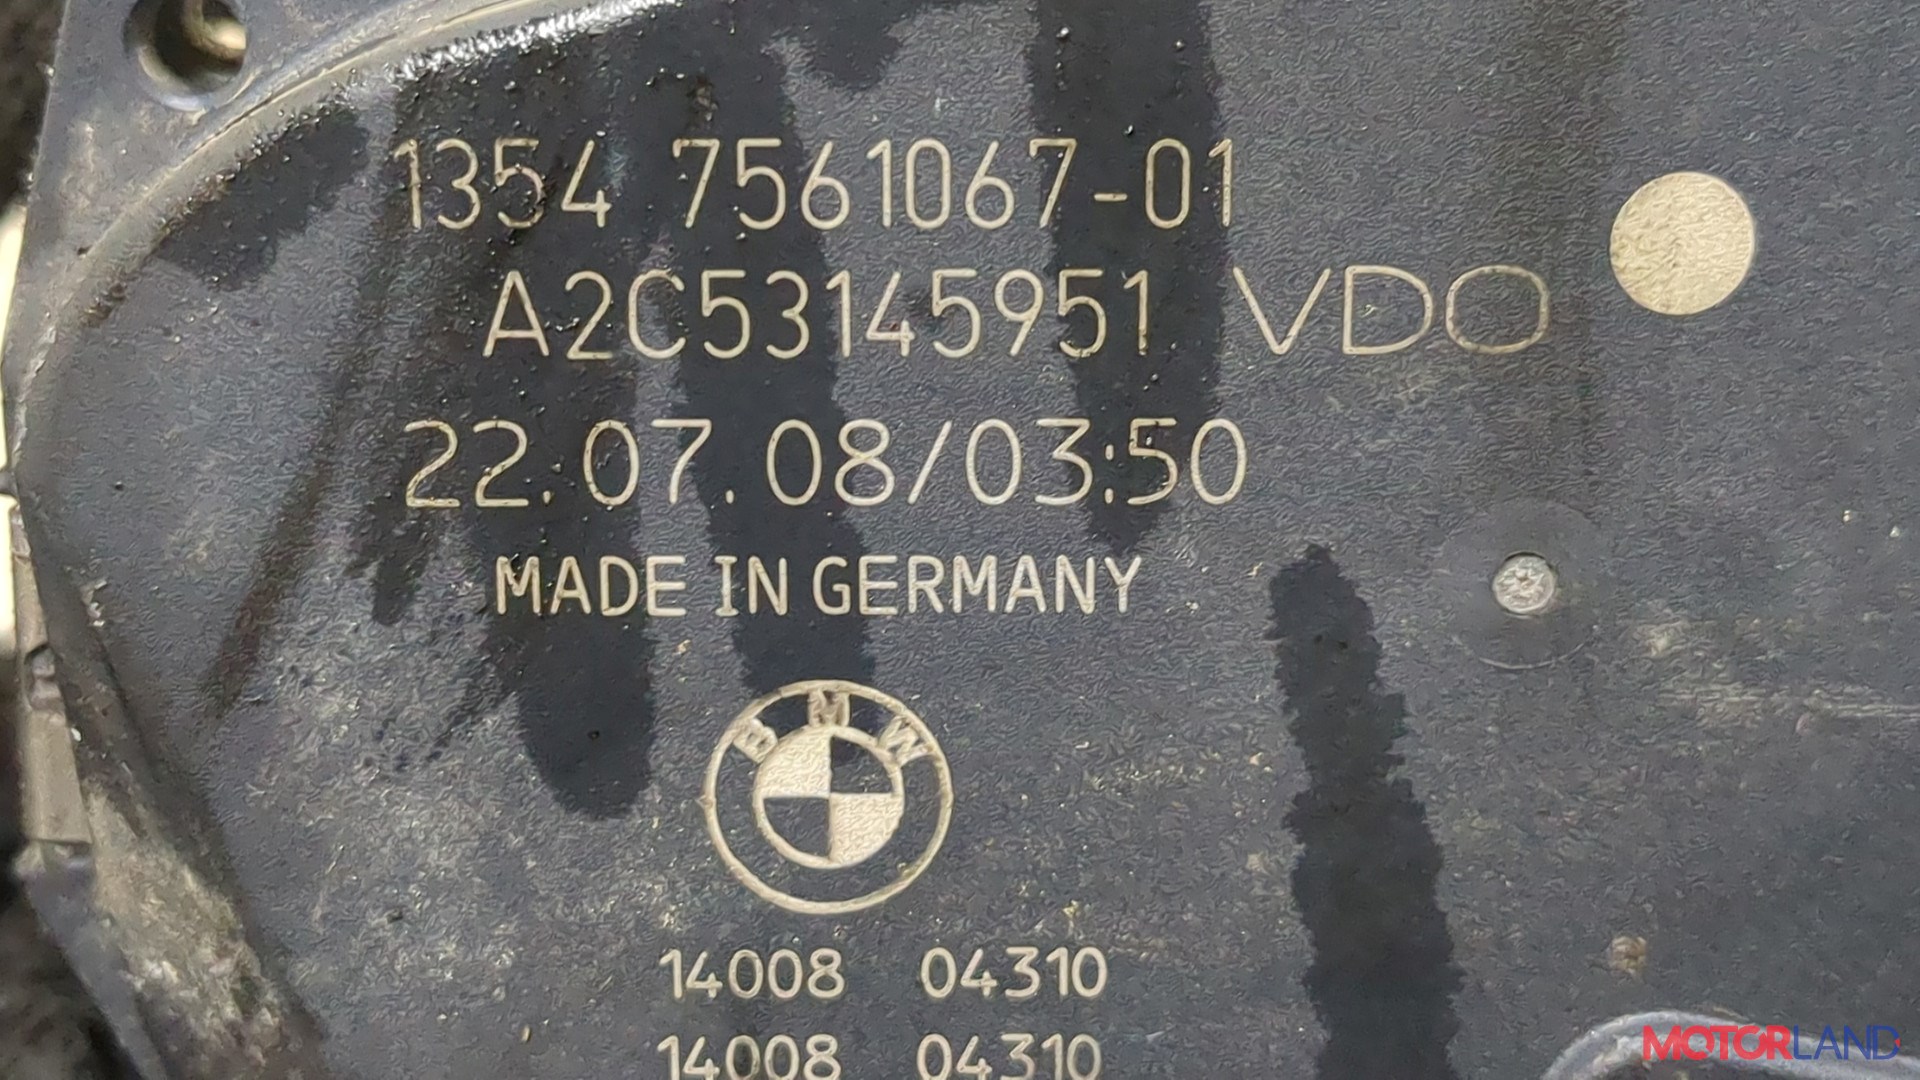 1354 7561067-01
A2C53145951 VDO
22.07.08/03:50
MADE IN GERMANY
BMW
14008 04310
14008 04310
MOTORLAND